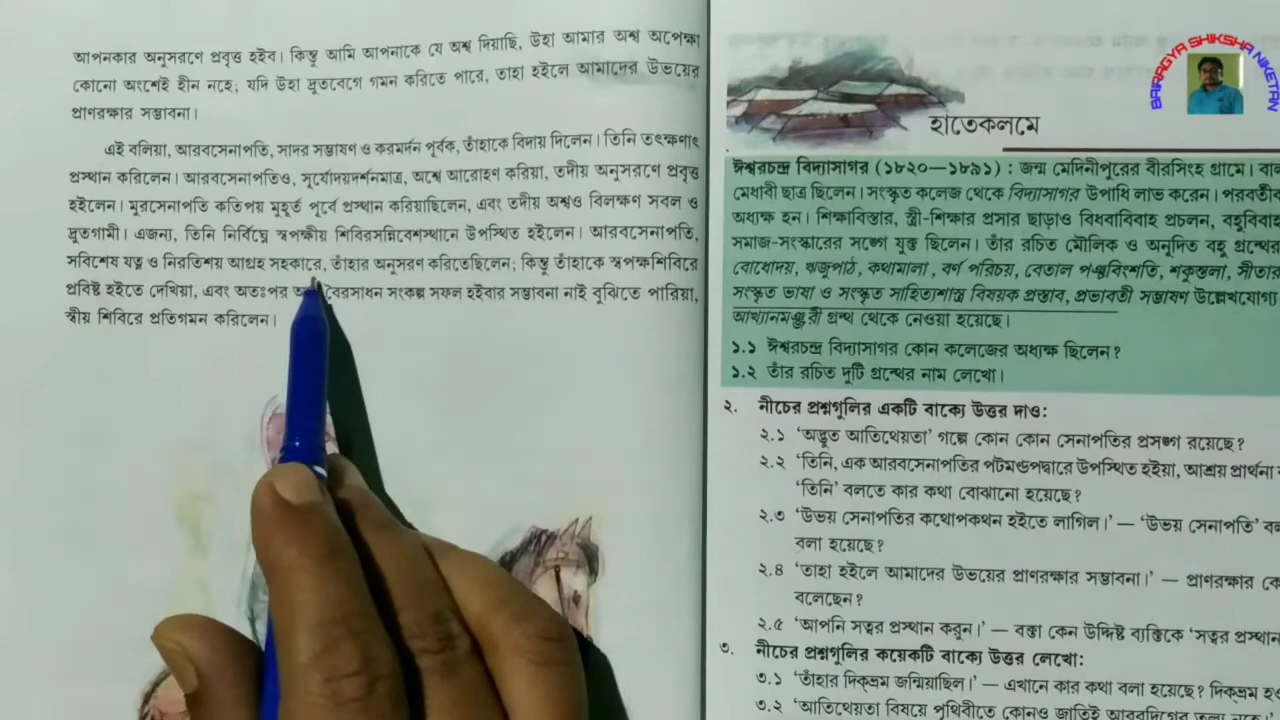 আপনকার অনুসরণে প্রবৃত্ত হইব। কিন্তু আমি আপনাকে যে অশ্ব দিয়াছি, উহা আমার অশ্ব অপেক্ষা
কোনো অংশেই হীন নহে; যদি উহা দ্রুতবেগে গমন করিতে পারে, তাহা হইলে আমাদের উভয়ের
প্রাণরক্ষার সম্ভাবনা।
এই বলিয়া, আরবসেনাপতি, সাদর সম্ভাষণ ও করমর্দন পূর্বক, তাঁহাকে বিদায় দিলেন। তিনি তৎক্ষণাৎ
প্রস্থান করিলেন। আরবসেনাপতিও, সূর্যোদয়দর্শনমাত্র, অশ্বে আরোহণ করিয়া, তদীয় অনুসরণে প্রবৃত্ত
হইলেন। মুরসেনাপতি কতিপয় মুহূর্ত পূর্বে প্রস্থান করিয়াছিলেন, এবং তদীয় অশ্বও বিলক্ষণ সবল ও
দ্রুতগামী। এজন্য, তিনি নির্বিঘ্নে স্বপক্ষীয় শিবিরসন্নিবেশস্থানে উপস্থিত হইলেন। আরবসেনাপতি,
সবিশেষ যত্ন ও নিরতিশয় আগ্রহ সহকারে, তাঁহার অনুসরণ করিতেছিলেন; কিন্তু তাঁহাকে স্বপক্ষশিবিরে
প্রবিষ্ট হইতে দেখিয়া, এবং অতঃপর বৈরসাধন সংকল্প সফল হইবার সম্ভাবনা নাই বুঝিতে পারিয়া,
স্বীয় শিবিরে প্রতিগমন করিলেন।
BAIRAGYA SHIKSHA NIKETAN
হাতেকলমে
ঈশ্বরচন্দ্র বিদ্যাসাগর (১৮২০—১৮৯১) : জন্ম মেদিনীপুরের বীরসিংহ গ্রামে।
মেধাবী ছাত্র ছিলেন। সংস্কৃত কলেজ থেকে বিদ্যাসাগর উপাধি লাভ করেন।
অধ্যক্ষ হন। শিক্ষাবিস্তার, স্ত্রী-শিক্ষার প্রসার ছাড়াও বিধবাবিবাহ প্রচলন, বহুবিবাহ
সমাজ-সংস্কারের সঙ্গে যুক্ত ছিলেন। তাঁর রচিত মৌলিক ও অনূদিত বহু গ্রন্থের
বোধোদয়, ঋজুপাঠ, কথামালা, বর্ণ পরিচয়, বেতাল পঞ্চবিংশতি, শকুন্তলা, সীতার
সংস্কৃত ভাষা ও সংস্কৃত সাহিত্যশাস্ত্র বিষয়ক প্রস্তাব, প্রভাবতী সম্ভাষণ উল্লেখযোগ্য
আখ্যানমঞ্জরী গ্রন্থ থেকে নেওয়া হয়েছে।
১.১ ঈশ্বরচন্দ্র বিদ্যাসাগর কোন কলেজের অধ্যক্ষ ছিলেন?
১.২ তাঁর রচিত দুটি গ্রন্থের নাম লেখো।
২. নীচের প্রশ্নগুলির একটি বাক্যে উত্তর দাও:
২.১ ‘অদ্ভুত আতিথেয়তা’ গল্পে কোন কোন সেনাপতির প্রসঙ্গ রয়েছে?
২.২ ‘তিনি, এক আরবসেনাপতির পটমণ্ডপদ্বারে উপস্থিত হইয়া, আশ্রয় প্রার্থনা
‘তিনি’ বলতে কার কথা বোঝানো হয়েছে?
২.৩ ‘উভয় সেনাপতির কথোপকথন হইতে লাগিল।’ — ‘উভয় সেনাপতি’
বলা হয়েছে?
২.৪ ‘তাহা হইলে আমাদের উভয়ের প্রাণরক্ষার সম্ভাবনা।’ — প্রাণরক্ষার
বলেছেন?
২.৫ ‘আপনি সত্বর প্রস্থান করুন।’ — বক্তা কেন উদ্দিষ্ট ব্যক্তিকে ‘সত্বর
৩. নীচের প্রশ্নগুলির কয়েকটি বাক্যে উত্তর লেখো:
৩.১ ‘তাঁহার দিক্‌ভ্রম জন্মিয়াছিল।’ — এখানে কার কথা বলা হয়েছে?
৩.২ ‘আতিথেয়তা বিষয়ে পৃথিবীতে কোনও জাতিই আরবদিগের তুল্য নহে।’